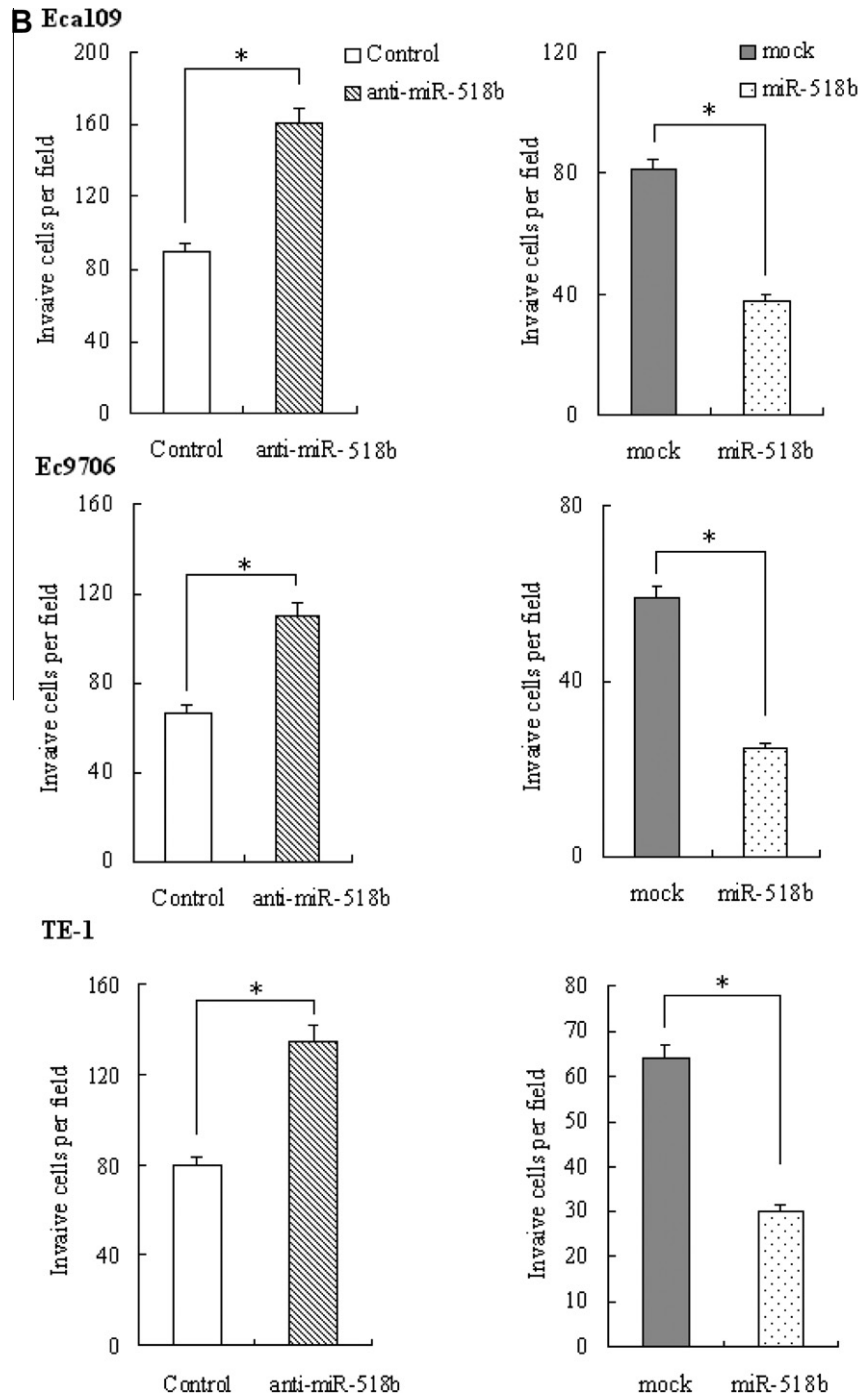 B Eca109
200
160
120
80
40
0
Invaive cells per field
*
Control
anti-miR-518b
Control anti-miR-518b
120
80
40
0
Invaive cells per field
*
mock
miR-518b
mock miR-518b
Ec9706
160
120
80
40
0
Invaive cells per field
*
Control anti-miR-518b
80
40
0
Invaive cells per field
*
mock miR-518b
TE-1
160
120
80
40
0
Invaive cells per field
*
Control anti-miR-518b
80
70
60
50
40
30
20
10
0
Invaive cells per field
*
mock miR-518b